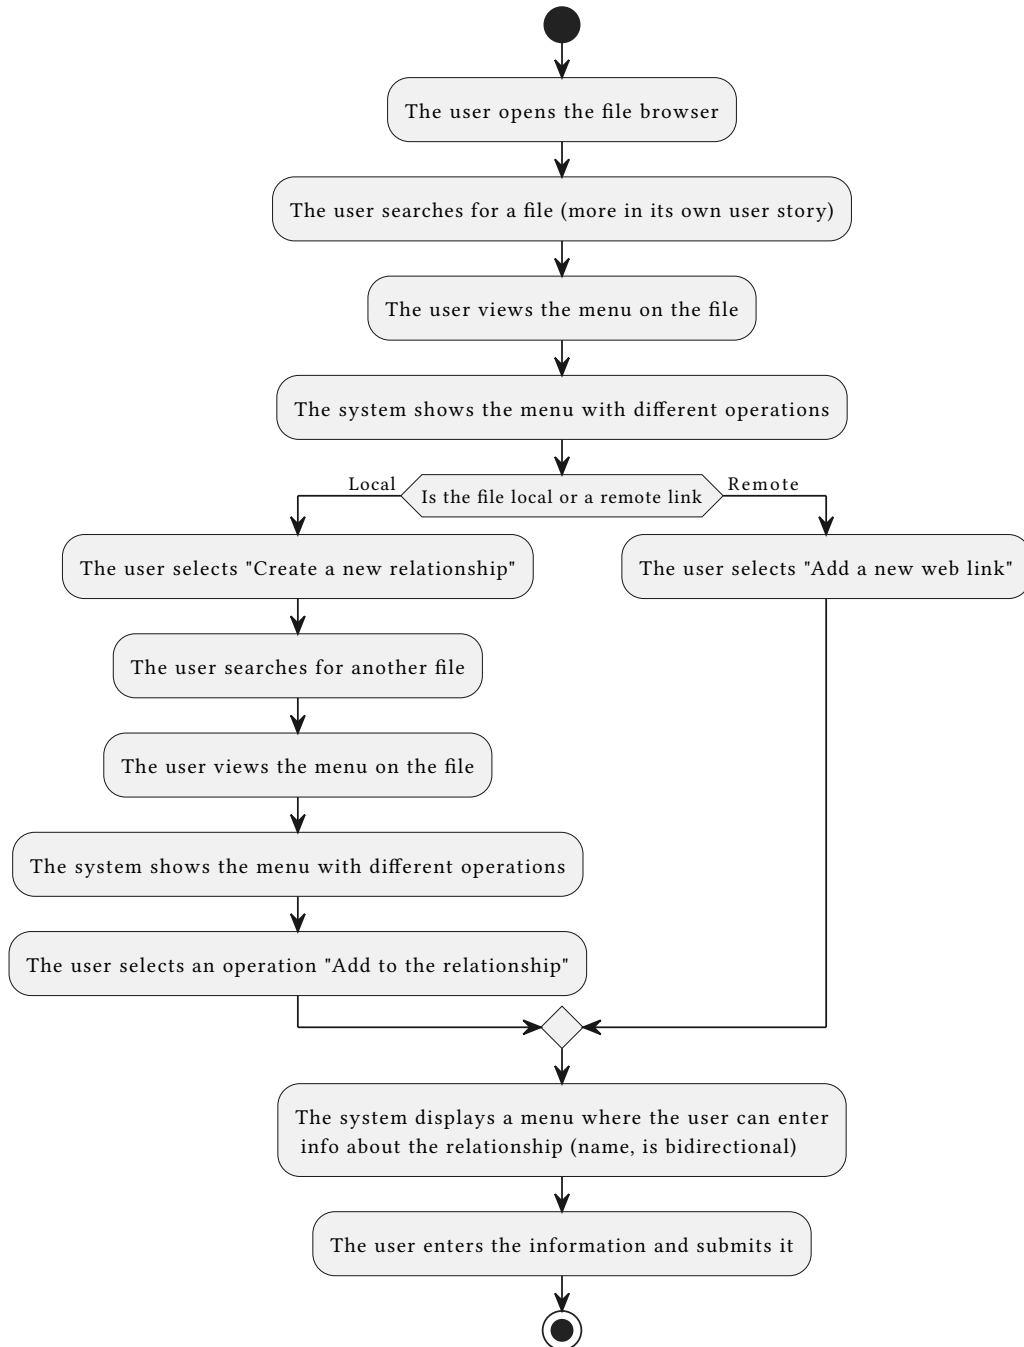 The user opens the file browser
The user searches for a file (more in its own user story)
The user views the menu on the file
The system shows the menu with different operations
Local
Is the file local or a remote link
Remote
The user selects "Create a new relationship"
The user selects "Add a new web link"
The user searches for another file
The user views the menu on the file
The system shows the menu with different operations
The user selects an operation "Add to the relationship"
The system displays a menu where the user can enter
info about the relationship (name, is bidirectional)
The user enters the information and submits it